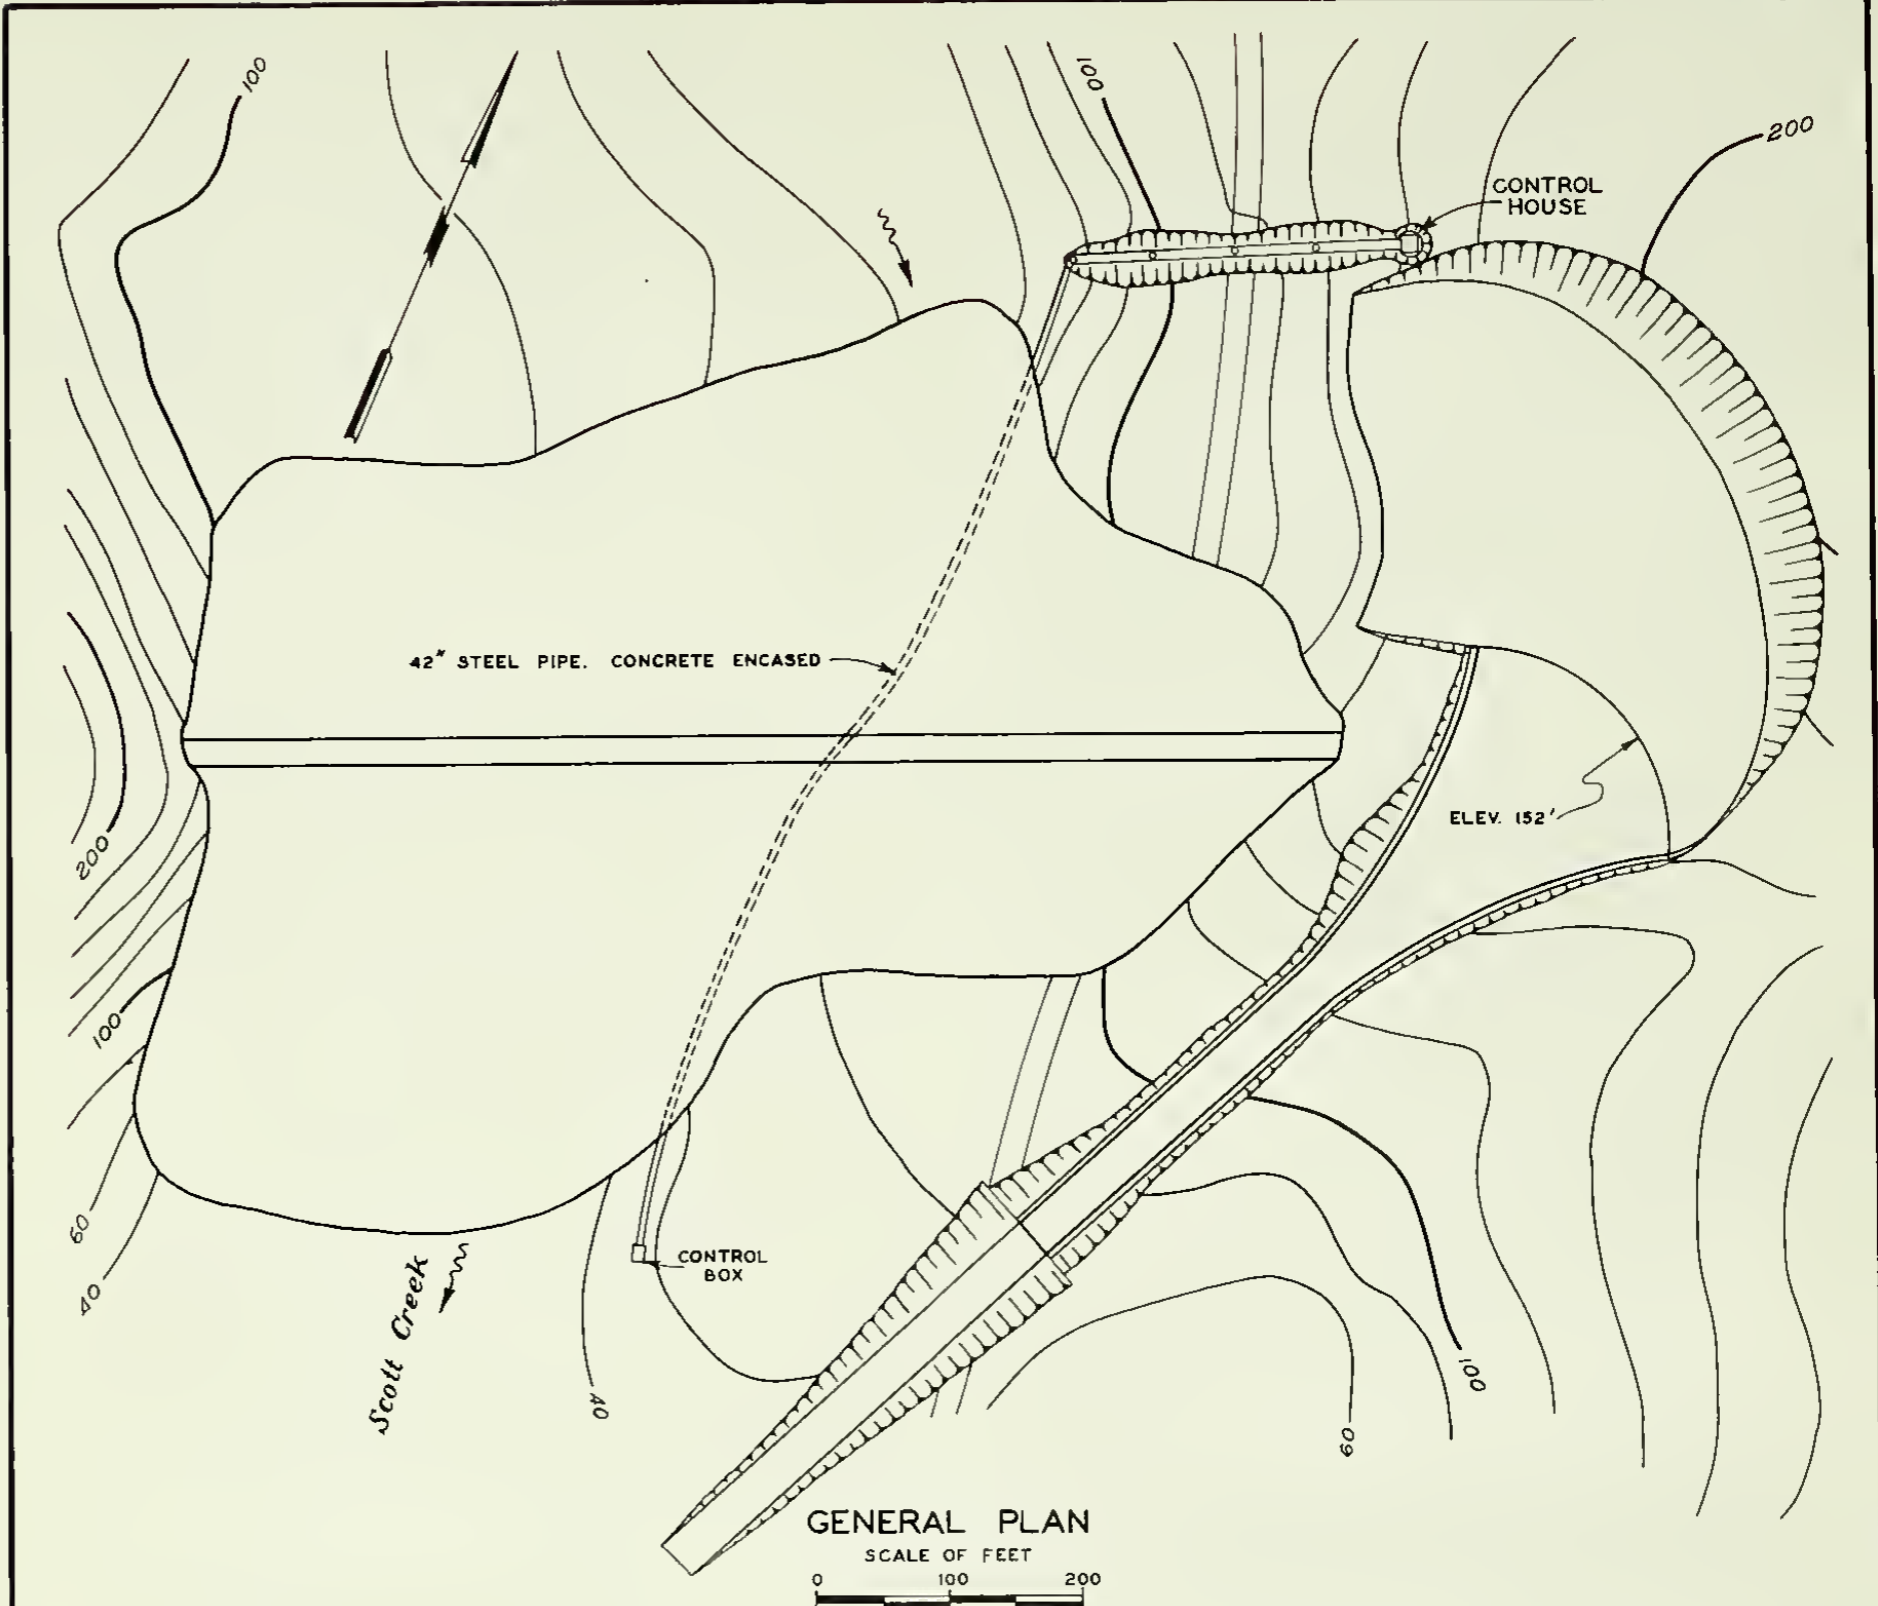 100
100
200
CONTROL
HOUSE
42" STEEL PIPE. CONCRETE ENCASED
ELEV. 152'
200
100
60
40
CONTROL
BOX
Scott Creek
40
100
60
GENERAL PLAN
SCALE OF FEET
0 100 200